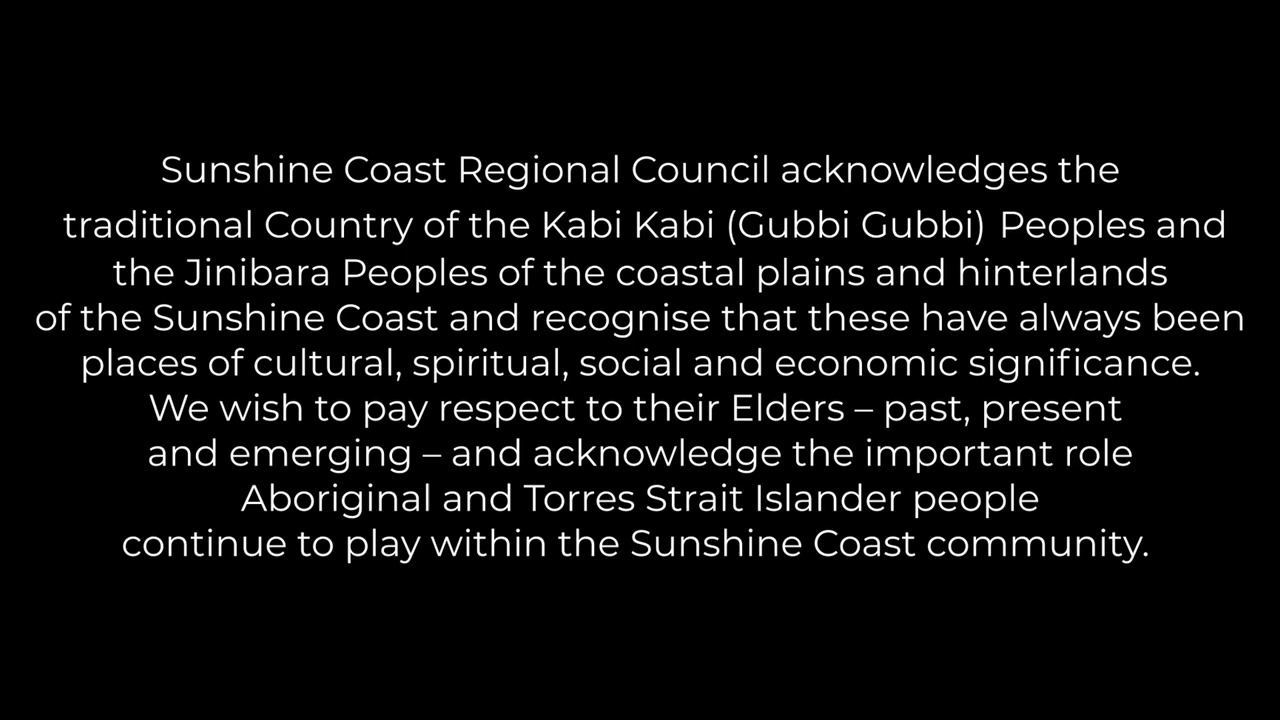 Sunshine Coast Regional Council acknowledges the
traditional Country of the Kabi Kabi (Gubbi Gubbi) Peoples and
the Jinibara Peoples of the coastal plains and hinterlands
of the Sunshine Coast and recognise that these have always been
places of cultural, spiritual, social and economic significance.
We wish to pay respect to their Elders – past, present
and emerging – and acknowledge the important role
Aboriginal and Torres Strait Islander people
continue to play within the Sunshine Coast community.